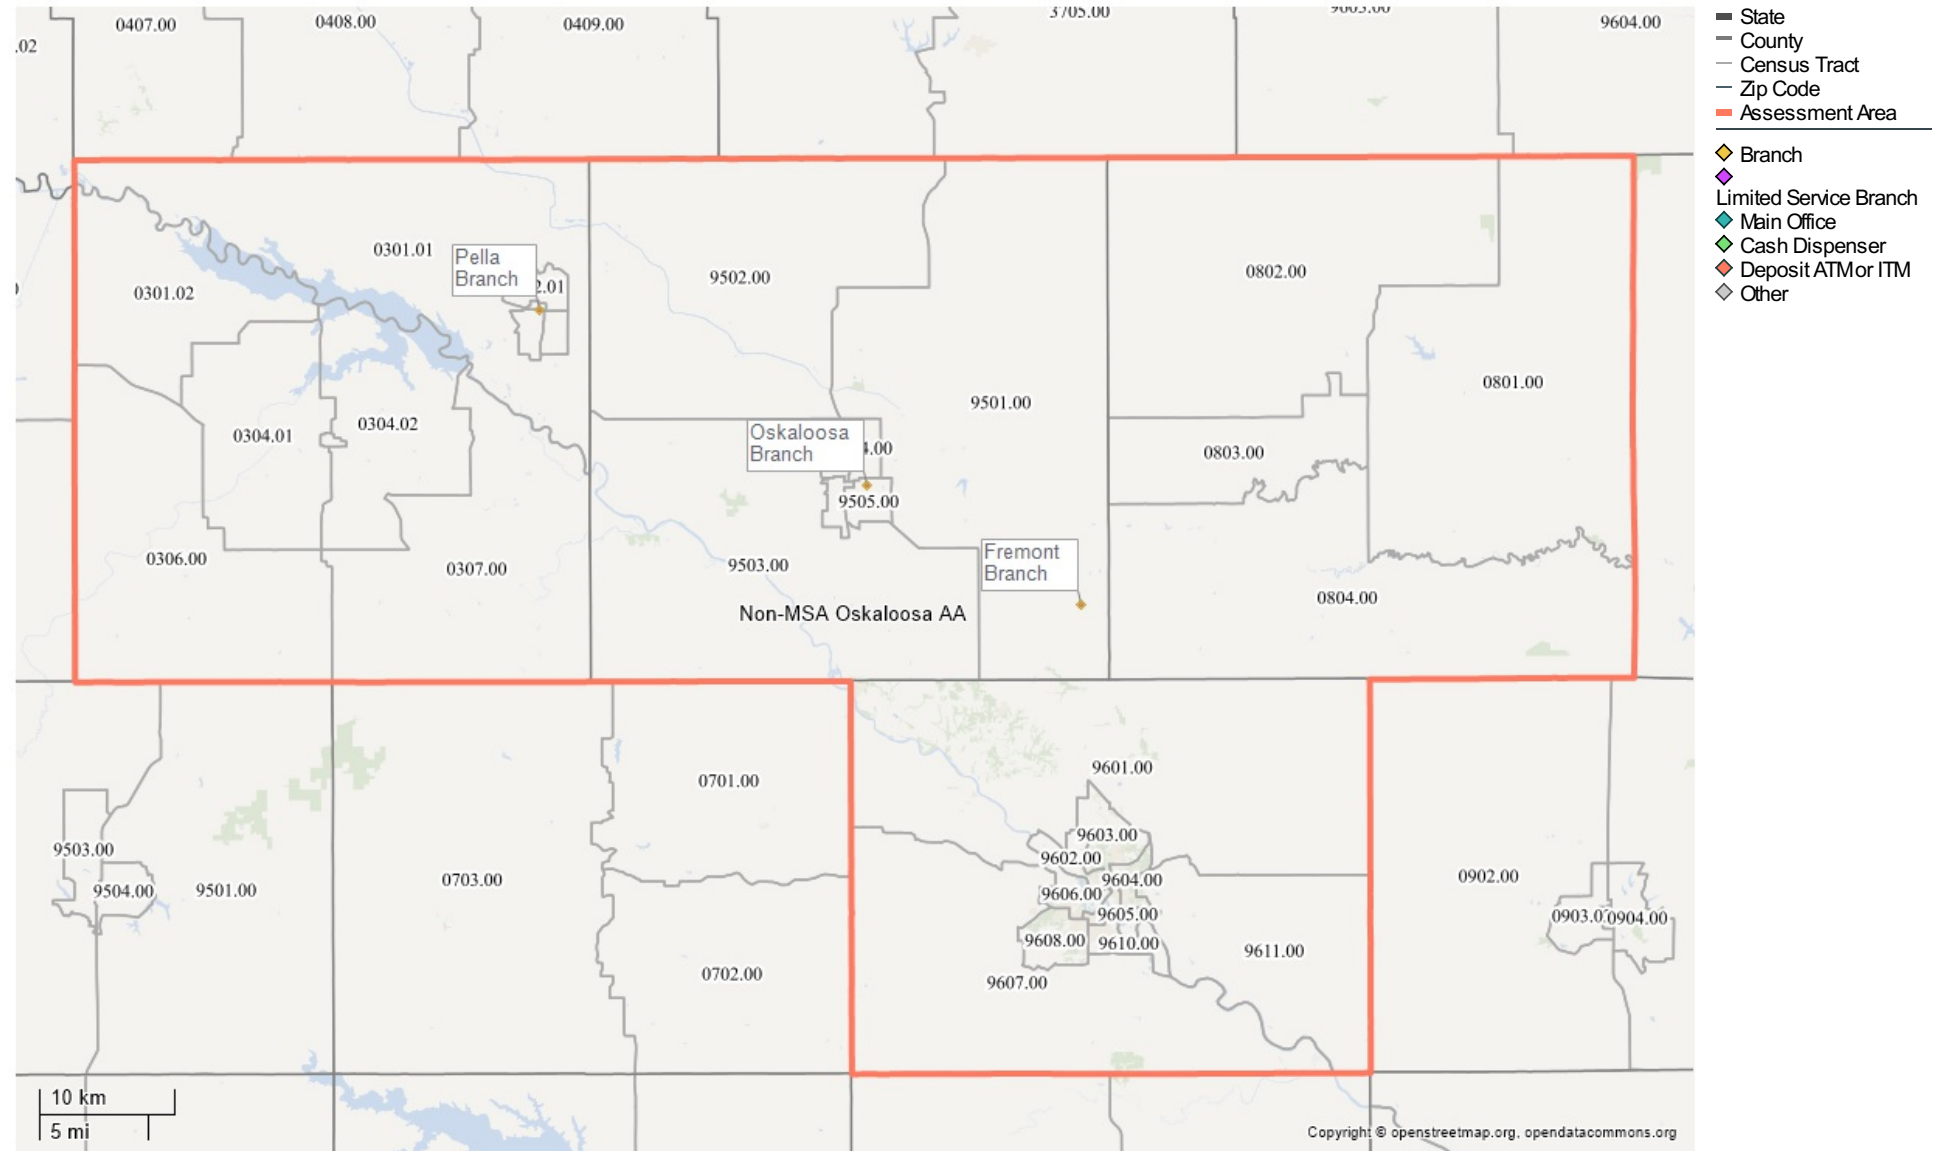 0407.00
0408.00
0409.00
3705.00
9604.00
.02
State
County
Census Tract
Zip Code
Assessment Area
Branch
Limited Service Branch
Main Office
Cash Dispenser
Deposit ATM or ITM
Other
0301.01
Pella
Branch
2.01
0301.02
9502.00
0802.00
0801.00
9501.00
0304.01
0304.02
Oskaloosa
Branch
4.00
0803.00
9505.00
0306.00
0307.00
9503.00
Fremont
Branch
0804.00
Non-MSA Oskaloosa AA
9601.00
0701.00
9603.00
9503.00
9602.00
9504.00
9501.00
0703.00
9606.00
9604.00
0902.00
9605.00
0903.0
0904.00
9608.00
9610.00
9611.00
0702.00
9607.00
10 km
5 mi
Copyright © openstreetmap.org, opendatacommons.org